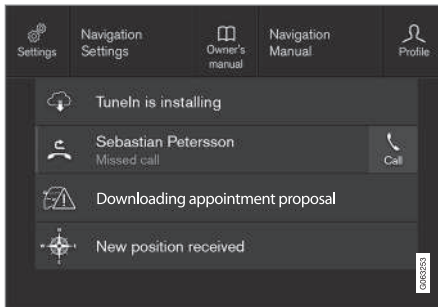 Settings
Navigation
Settings
Owner's
manual
Navigation
Manual
Profile
TuneIn is installing
Sebastian Petersson
Missed call
Call
Downloading appointment proposal
New position received
G063253